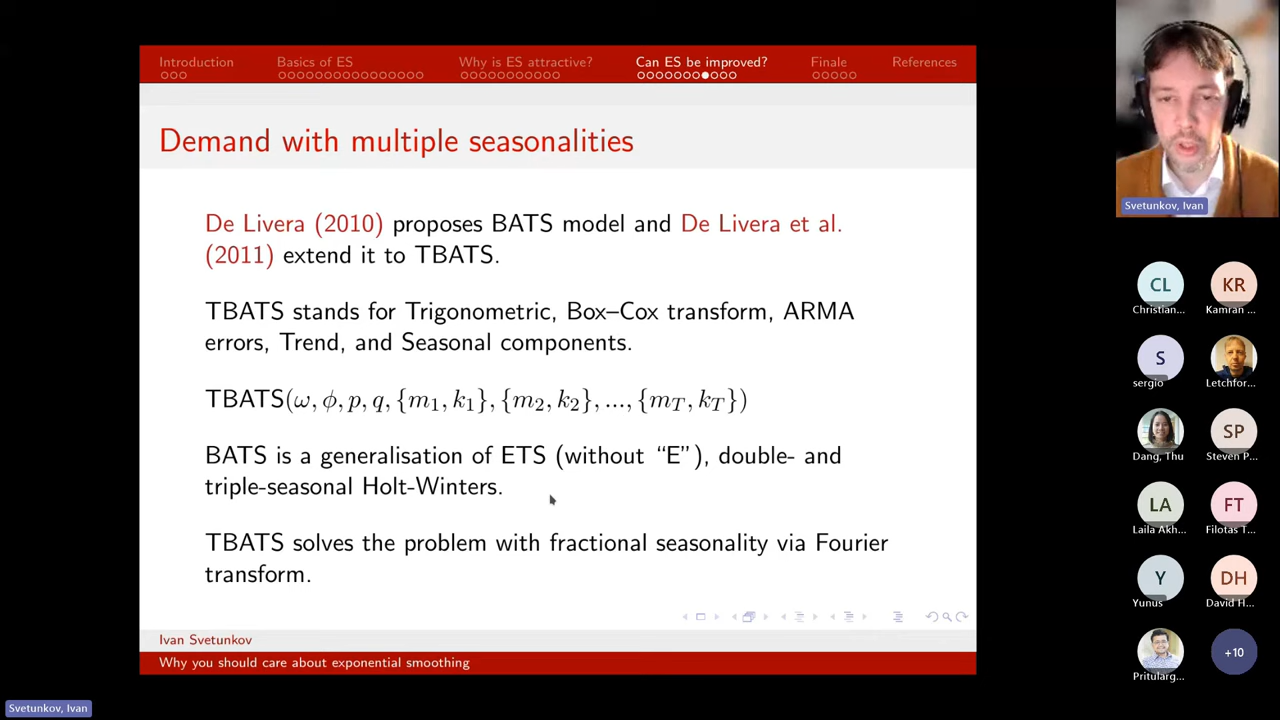 Introduction
Basics of ES
Why is ES attractive?
Can ES be improved?
Finale
References
Demand with multiple seasonalities
De Livera (2010) proposes BATS model and De Livera et al.
(2011) extend it to TBATS.
TBATS stands for Trigonometric, Box–Cox transform, ARMA
errors, Trend, and Seasonal components.
TBATS(ω, ϕ, p, q, {m₁, k₁}, {m₂, k₂}, ..., {m_T, k_T})
BATS is a generalisation of ETS (without “E”), double- and
triple-seasonal Holt-Winters.
TBATS solves the problem with fractional seasonality via Fourier
transform.
Ivan Svetunkov
Why you should care about exponential smoothing
Svetunkov, Ivan
CL
Christian...
KR
Kamran ...
S
sergio
Letchfor...
Dang, Thu
SP
Steven P...
LA
Laila Akh...
FT
Filotas T...
Y
Yunus
DH
David H...
Pritularg...
+10
Svetunkov, Ivan